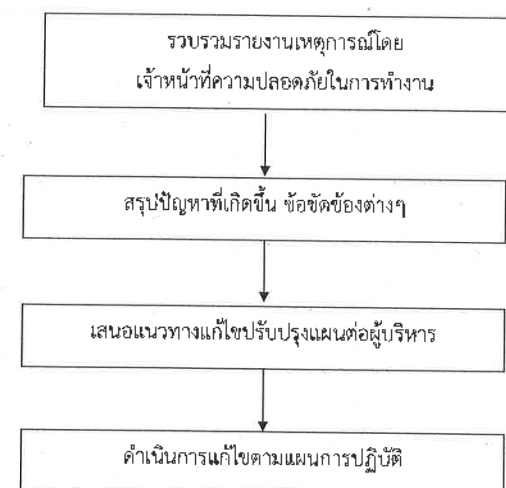 รวบรวมรายงานเหตุการณ์โดย
เจ้าหน้าที่ความปลอดภัยในการทำงาน
สรุปปัญหาที่เกิดขึ้น ข้อขัดข้องต่างๆ
เสนอแนวทางแก้ไขปรับปรุงแผนต่อผู้บริหาร
ดำเนินการแก้ไขตามแผนการปฏิบัติ